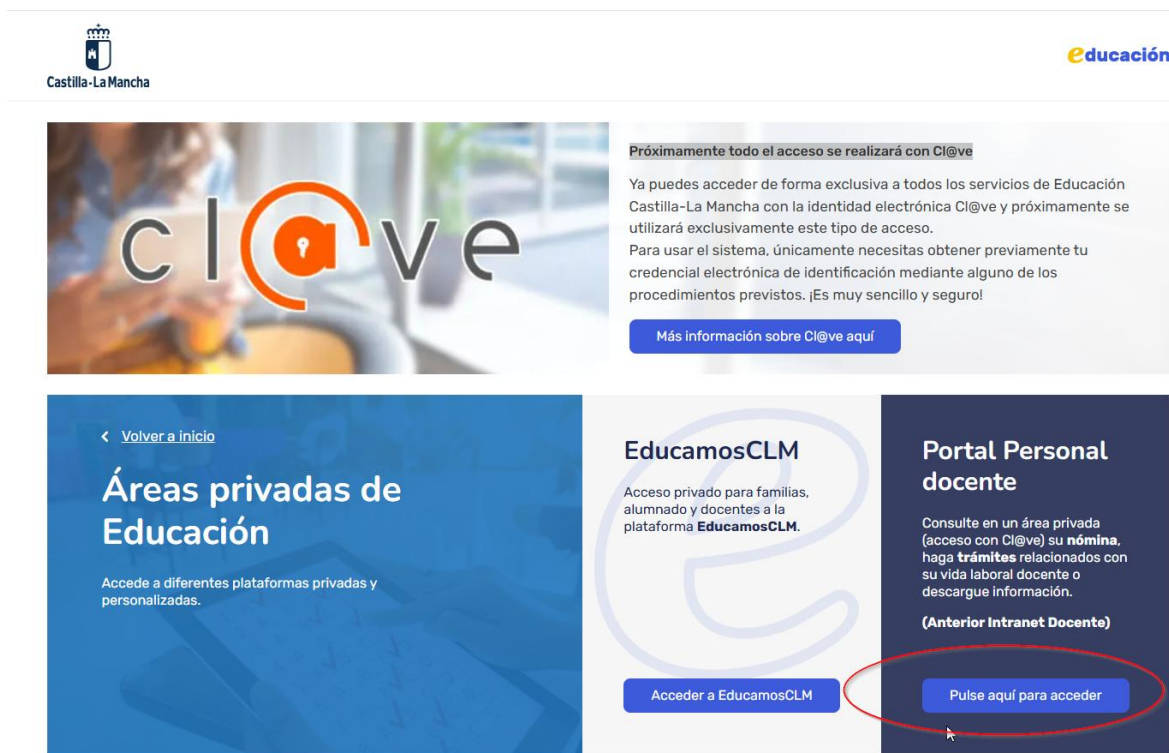 Castilla-La Mancha
educación
cl@ve
Próximamente todo el acceso se realizará con Cl@ve
Ya puedes acceder de forma exclusiva a todos los servicios de Educación
Castilla-La Mancha con la identidad electrónica Cl@ve y próximamente se
utilizará exclusivamente este tipo de acceso.
Para usar el sistema, únicamente necesitas obtener previamente tu
credencial electrónica de identificación mediante alguno de los
procedimientos previstos. ¡Es muy sencillo y seguro!
Más información sobre Cl@ve aquí
Volver a inicio
Áreas privadas de
Educación
Accede a diferentes plataformas privadas y
personalizadas.
EducamosCLM
Acceso privado para familias,
alumnado y docentes a la
plataforma EducamosCLM.
Acceder a EducamosCLM
Portal Personal
docente
Consulte en un área privada
(acceso con Cl@ve) su nómina,
haga trámites relacionados con
su vida laboral docente o
descargue información.
(Anterior Intranet Docente)
Pulse aquí para acceder